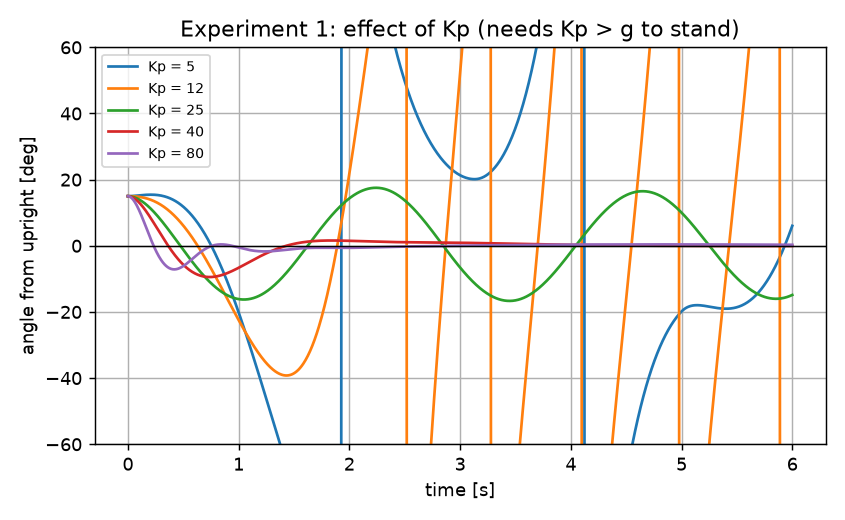 Experiment 1: effect of Kp (needs Kp > g to stand)
60
40
20
0
−20
−40
−60
angle from upright [deg]
Kp = 5
Kp = 12
Kp = 25
Kp = 40
Kp = 80
0
1
2
3
4
5
6
time [s]